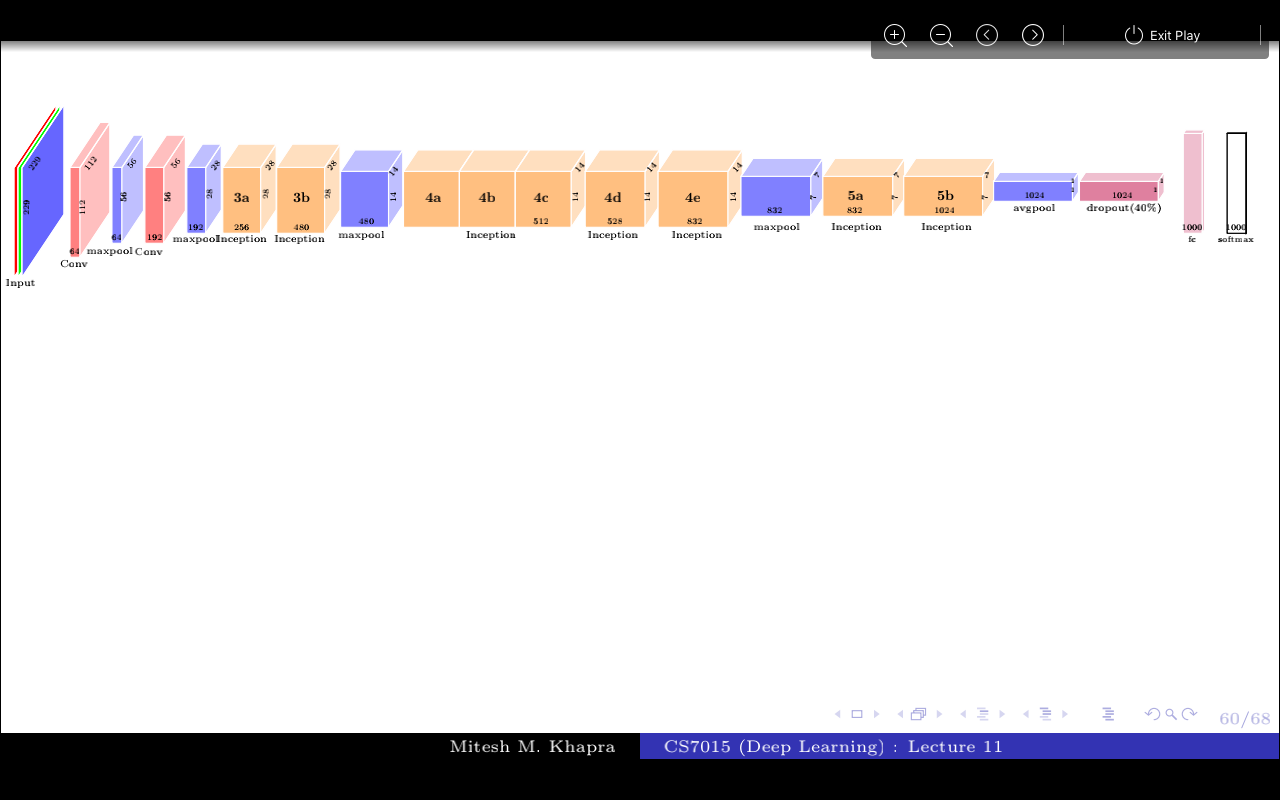 Exit Play
229 112 56 56 28 28 28 14 14 14 14 7 7 7 1 1
229 112 56 56 28 28 28 14 14 14 14 7 7 7 1 1
3a 3b 4a 4b 4c 4d 4e 5a 5b
64 64 192 192 256 480 480 512 528 832 832 832 1024 1024 1024 1000 1000
Input Conv maxpool Conv maxpool Inception Inception maxpool Inception Inception Inception maxpool Inception Inception avgpool dropout(40%) fc softmax
60/68
Mitesh M. Khapra CS7015 (Deep Learning) : Lecture 11